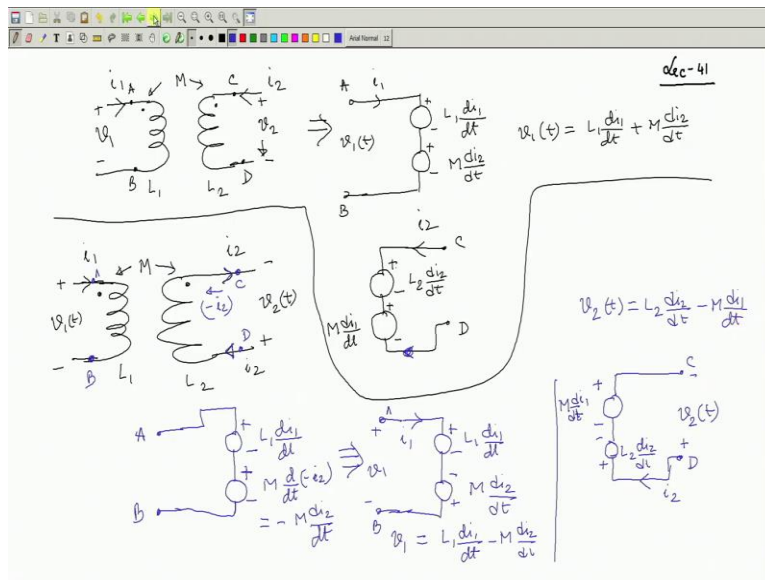 Arial Normal 12
Lec-41
i1 A M C i2
+ +
v1 v2
- -
B L1 L2 D
⇒
A i1
+ L1 di1/dt
-
v1(t)
+ M di2/dt
-
B
v1(t) = L1 di1/dt + M di2/dt
i2 C
+ L2 di2/dt
-
+ M di1/dt
-
D
i1 M i2
+ A C -
(-i2)
v1(t) v2(t)
- B D +
L1 L2 i2
v2(t) = L2 di2/dt - M di1/dt
A
+ L1 di1/dt
-
+ M d/dt (-i2)
-
B = - M di2/dt
⇒
A
+ i1 + L1 di1/dt
-
v1
- M di2/dt
+
-
B
v1 = L1 di1/dt - M di2/dt
C
-
+ M di1/dt
-
v2(t)
- L2 di2/dt
+
+
D
i2